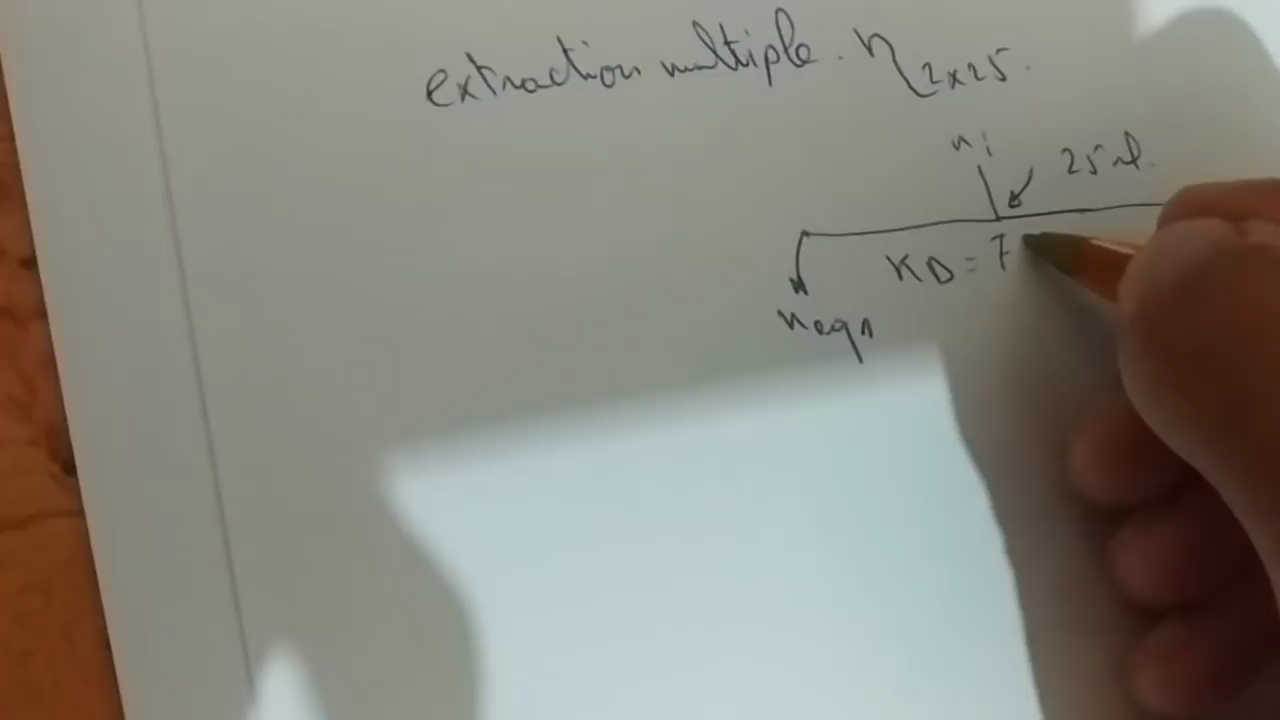 extraction multiple. η2x25.
ni
25 ml.
KD = 7
neq1